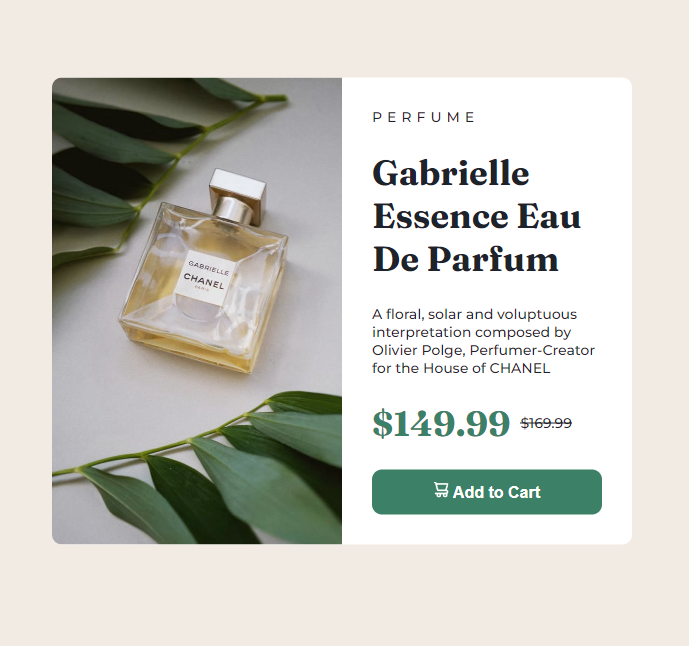 GABRIELLE
CHANEL
PARIS
PERFUME
Gabrielle
Essence Eau
De Parfum
A floral, solar and voluptuous
interpretation composed by
Olivier Polge, Perfumer-Creator
for the House of CHANEL
$149.99 $169.99
Add to Cart